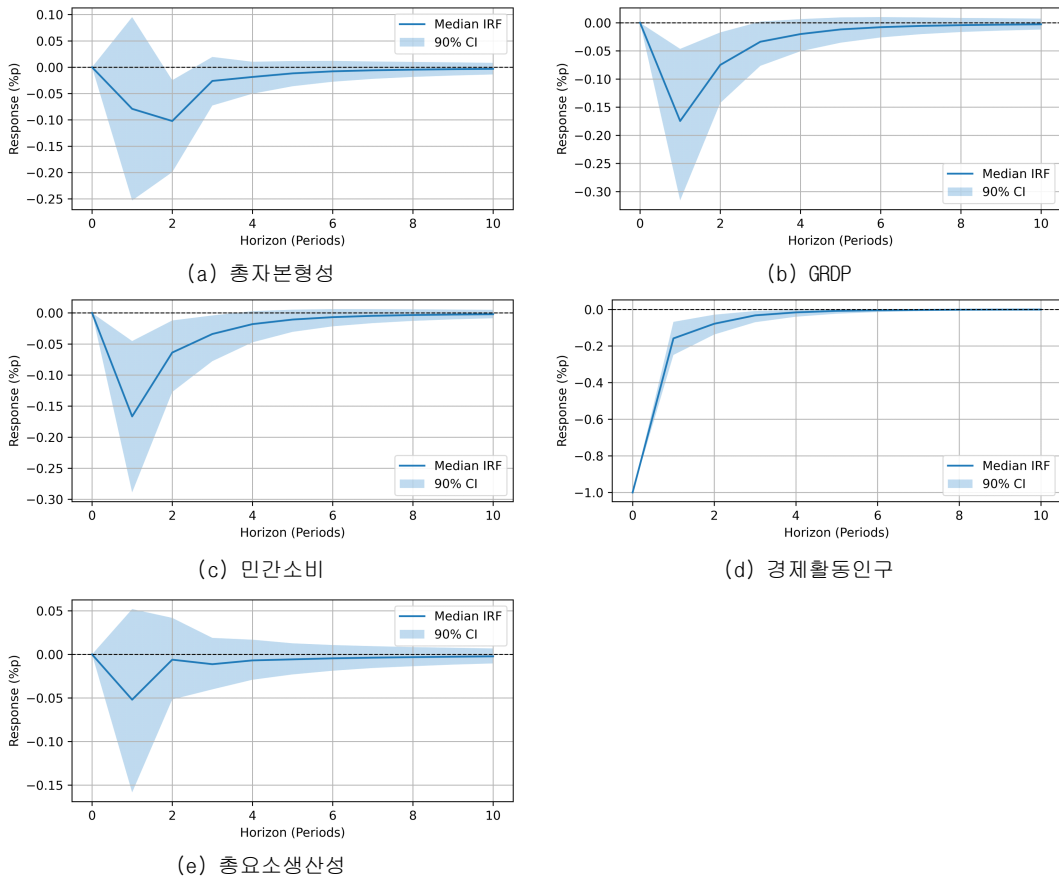 0.10
0.05
0.00
−0.05
−0.10
−0.15
−0.20
−0.25
Response (%p)
Median IRF
90% CI
0 2 4 6 8 10
Horizon (Periods)
(a) 총자본형성
0.00
−0.05
−0.10
−0.15
−0.20
−0.25
−0.30
Response (%p)
Median IRF
90% CI
0 2 4 6 8 10
Horizon (Periods)
(b) GRDP
0.00
−0.05
−0.10
−0.15
−0.20
−0.25
−0.30
Response (%p)
Median IRF
90% CI
0 2 4 6 8 10
Horizon (Periods)
(c) 민간소비
0.0
−0.2
−0.4
−0.6
−0.8
−1.0
Response (%p)
Median IRF
90% CI
0 2 4 6 8 10
Horizon (Periods)
(d) 경제활동인구
0.05
0.00
−0.05
−0.10
−0.15
Response (%p)
Median IRF
90% CI
0 2 4 6 8 10
Horizon (Periods)
(e) 총요소생산성